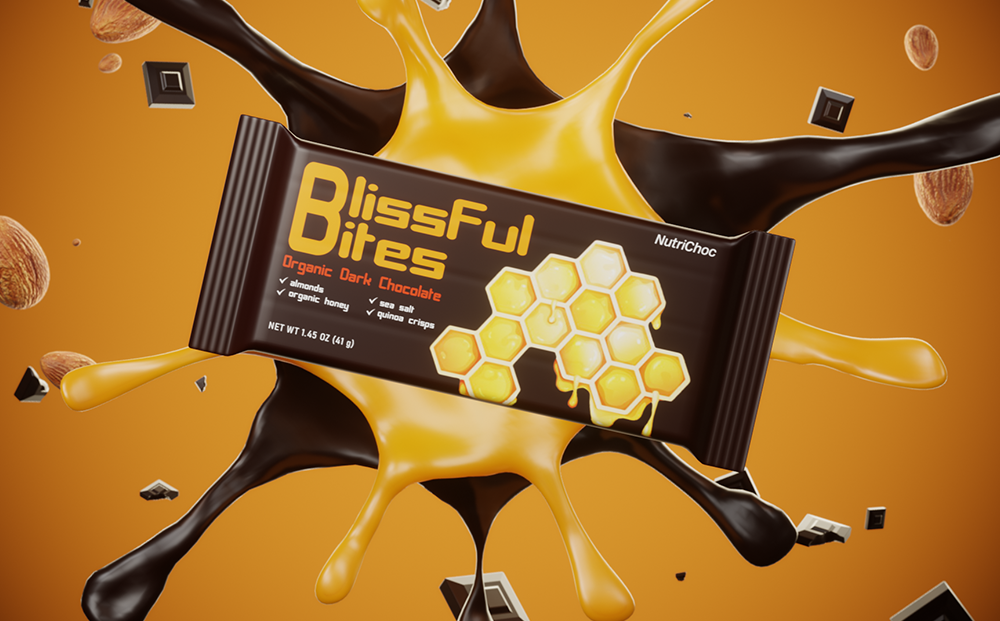 Blissful
Bites
NutriChoc
Organic Dark Chocolate
almonds
organic honey
sea salt
quinoa crisps
NET WT 1.45 OZ (41 g)